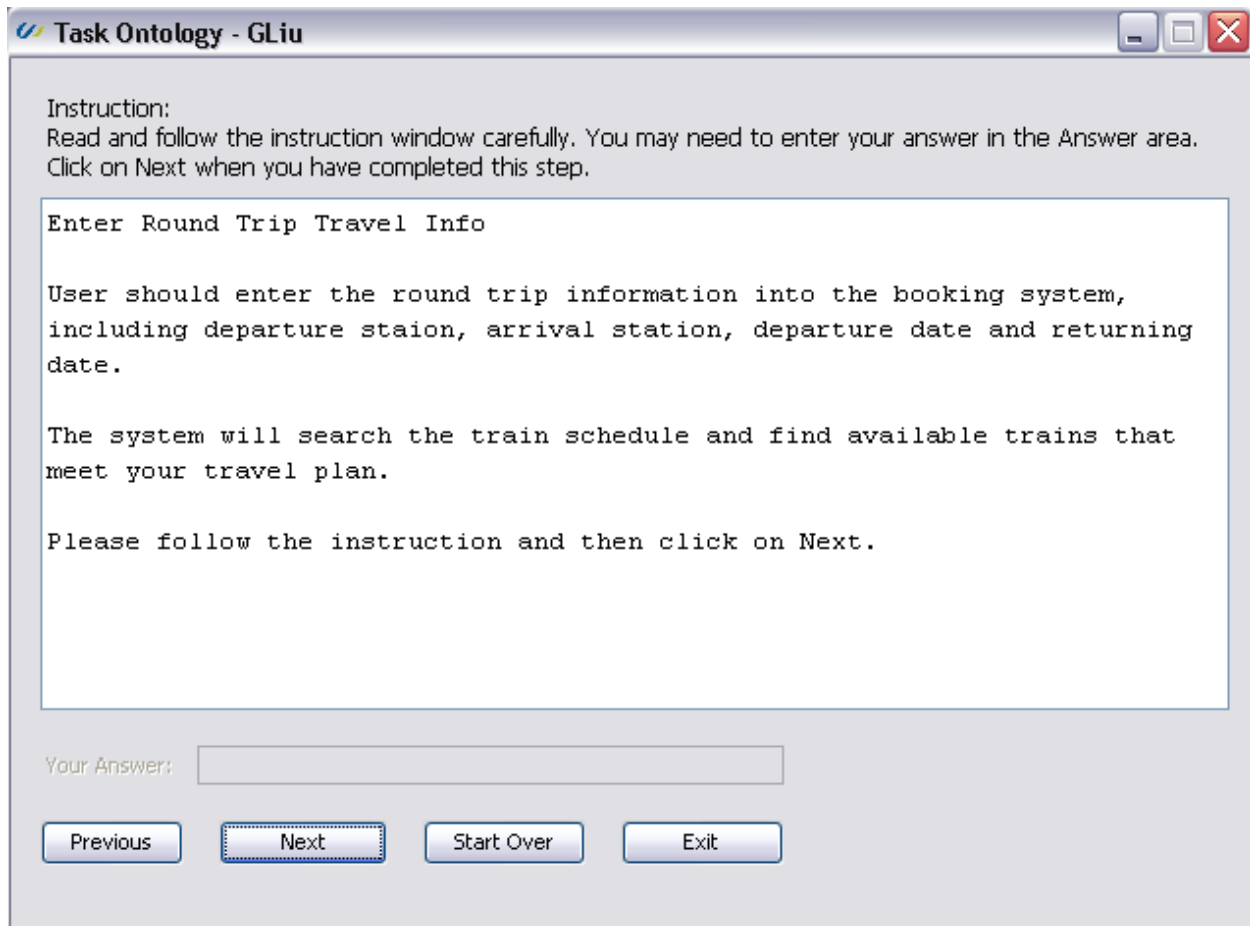 Task Ontology - GLiu
Instruction:
Read and follow the instruction window carefully. You may need to enter your answer in the Answer area.
Click on Next when you have completed this step.
Enter Round Trip Travel Info
User should enter the round trip information into the booking system,
including departure staion, arrival station, departure date and returning
date.
The system will search the train schedule and find available trains that
meet your travel plan.
Please follow the instruction and then click on Next.
Your Answer:
Previous
Next
Start Over
Exit